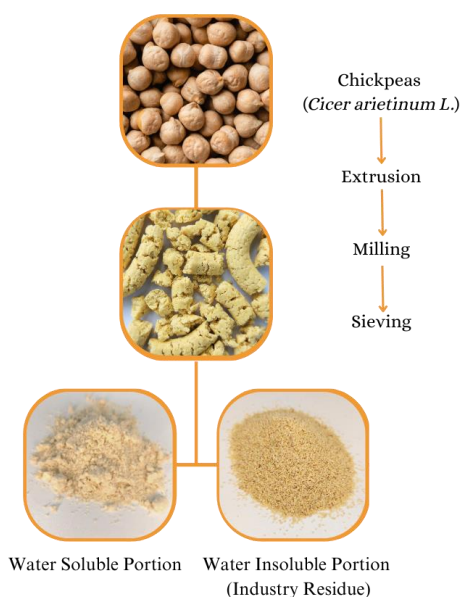 Chickpeas
(Cicer arietinum L.)
Extrusion
Milling
Sieving
Water Soluble Portion
Water Insoluble Portion
(Industry Residue)